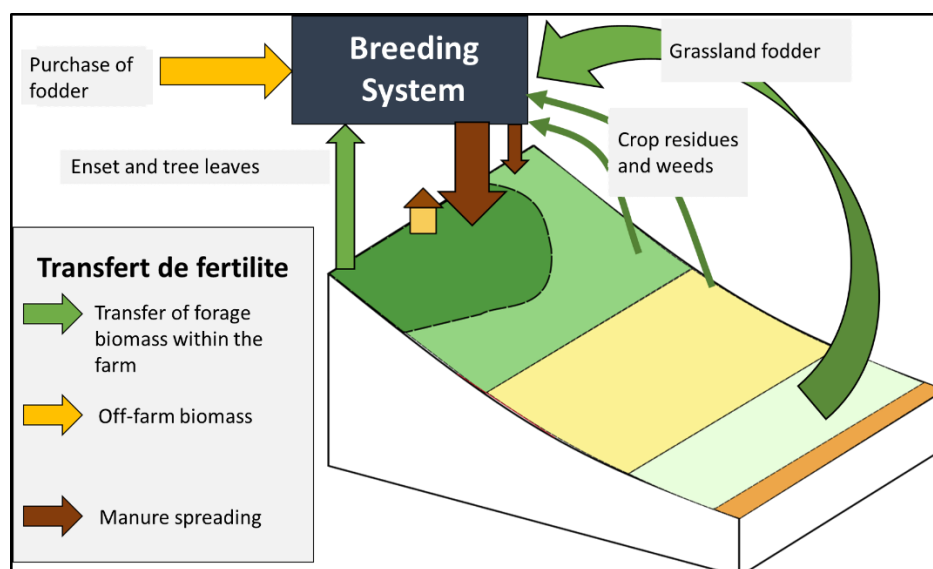 Breeding
System
Purchase of
fodder
Grassland fodder
Crop residues
and weeds
Enset and tree leaves
Transfert de fertilite
Transfer of forage
biomass within the
farm
Off-farm biomass
Manure spreading